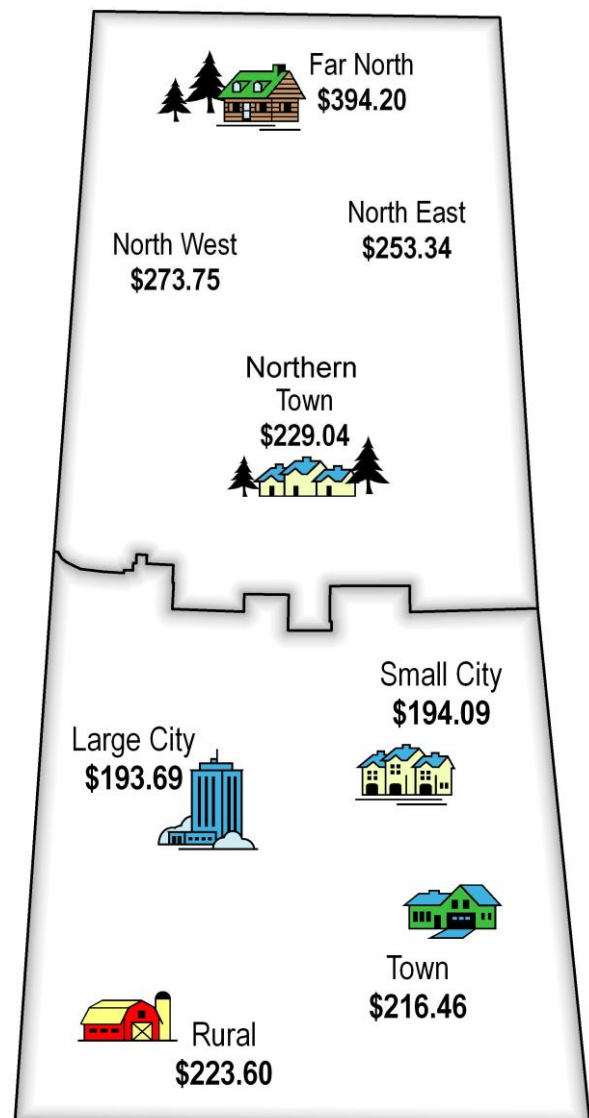 Far North
$394.20
North East
$253.34
North West
$273.75
Northern
Town
$229.04
Small City
$194.09
Large City
$193.69
Town
$216.46
Rural
$223.60